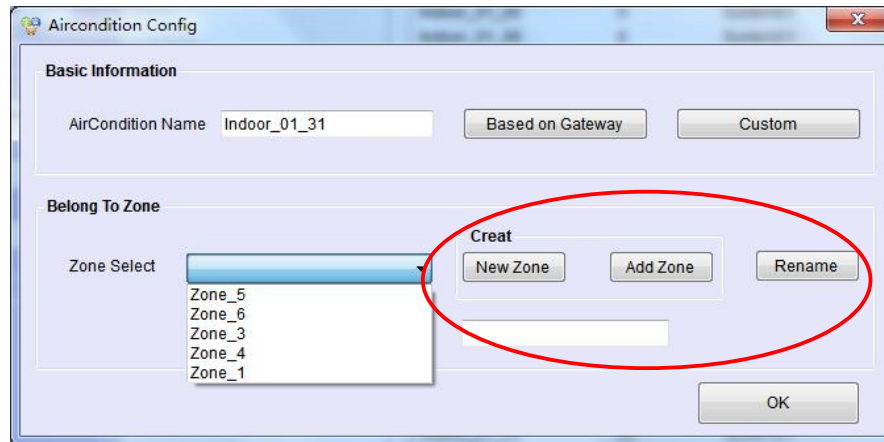 Aircondition Config
Basic Information
AirCondition Name Indoor_01_31 Based on Gateway Custom
Belong To Zone
Creat
Zone Select New Zone Add Zone Rename
Zone_5
Zone_6
Zone_3
Zone_4
Zone_1
OK